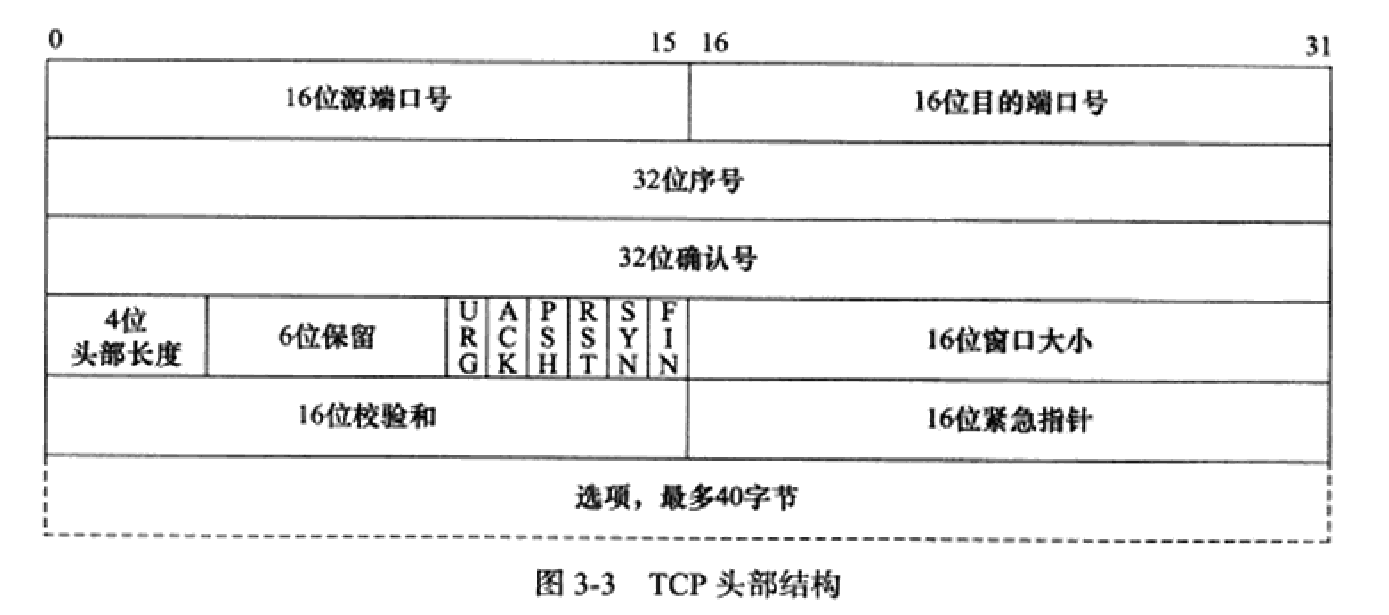 0 15 16 31
16位源端口号 16位目的端口号
32位序号
32位确认号
4位
头部长度
6位保留
URG
ACK
PSH
RST
SYN
FIN
16位窗口大小
16位校验和 16位紧急指针
选项，最多40字节
图 3-3 TCP 头部结构